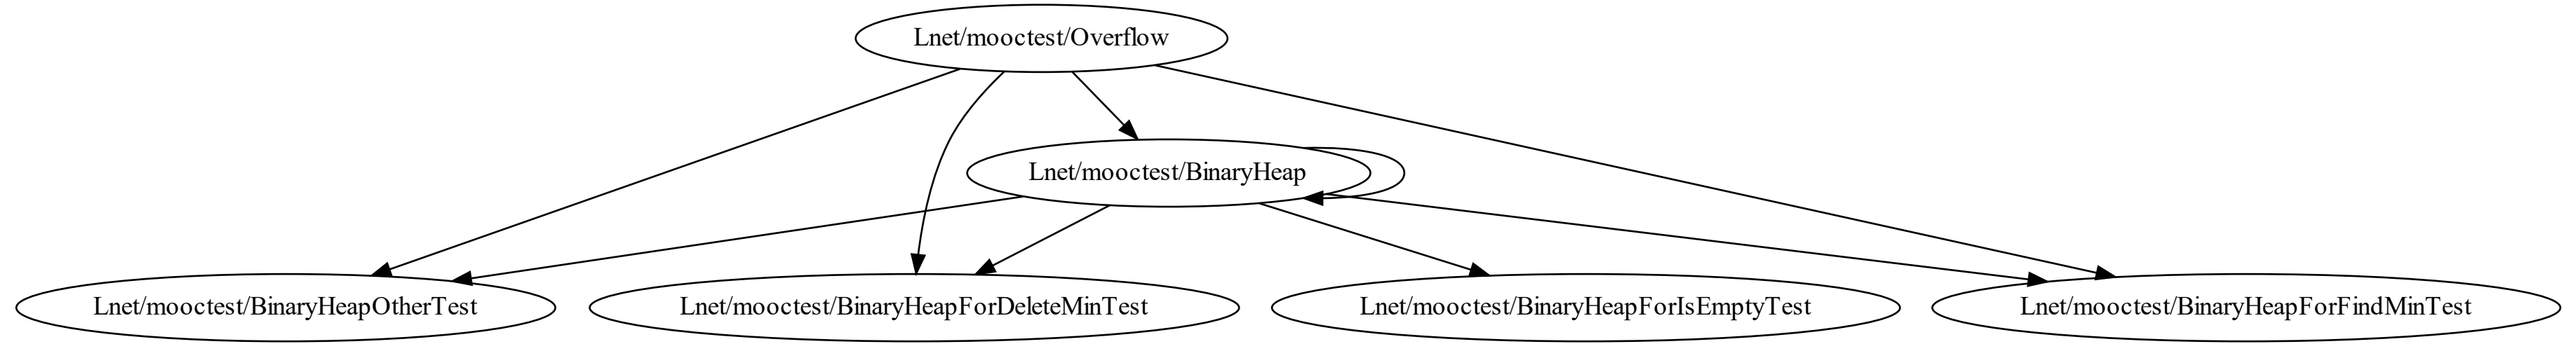 Lnet/mooctest/Overflow
Lnet/mooctest/BinaryHeap
Lnet/mooctest/BinaryHeapOtherTest
Lnet/mooctest/BinaryHeapForDeleteMinTest
Lnet/mooctest/BinaryHeapForIsEmptyTest
Lnet/mooctest/BinaryHeapForFindMinTest